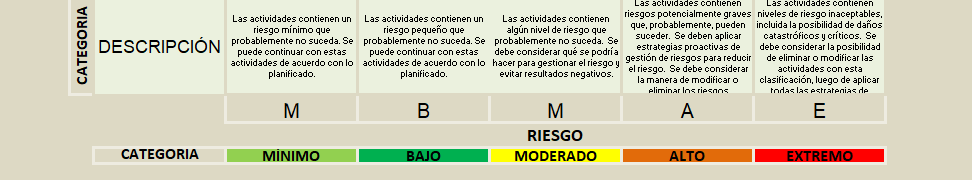 CATEGORIA
DESCRIPCIÓN
Las actividades contienen un
riesgo mínimo que
probablemente no suceda. Se
puede continuar con estas
actividades de acuerdo con lo
planificado.
Las actividades contienen un
riesgo pequeño que
probablemente no suceda. Se
puede continuar con estas
actividades de acuerdo con lo
planificado.
Las actividades contienen
algún nivel de riesgo que
probablemente no suceda. Se
debe considerar qué se podría
hacer para gestionar el riesgo y
evitar resultados negativos.
Las actividades contienen
riesgos potencialmente graves
que, probablemente, pueden
suceder. Se deben aplicar
estrategias proactivas de
gestión de riesgos para reducir
el riesgo. Se debe considerar
la manera de modificar o
eliminar los riesgos
Las actividades contienen
niveles de riesgo inaceptables,
incluida la posibilidad de daños
catastróficos y críticos. Se
debe considerar la posibilidad
de eliminar o modificar las
actividades con esta
clasificación, luego de aplicar
todas las estrategias de
M B M A E
RIESGO
CATEGORIA MÍNIMO BAJO MODERADO ALTO EXTREMO